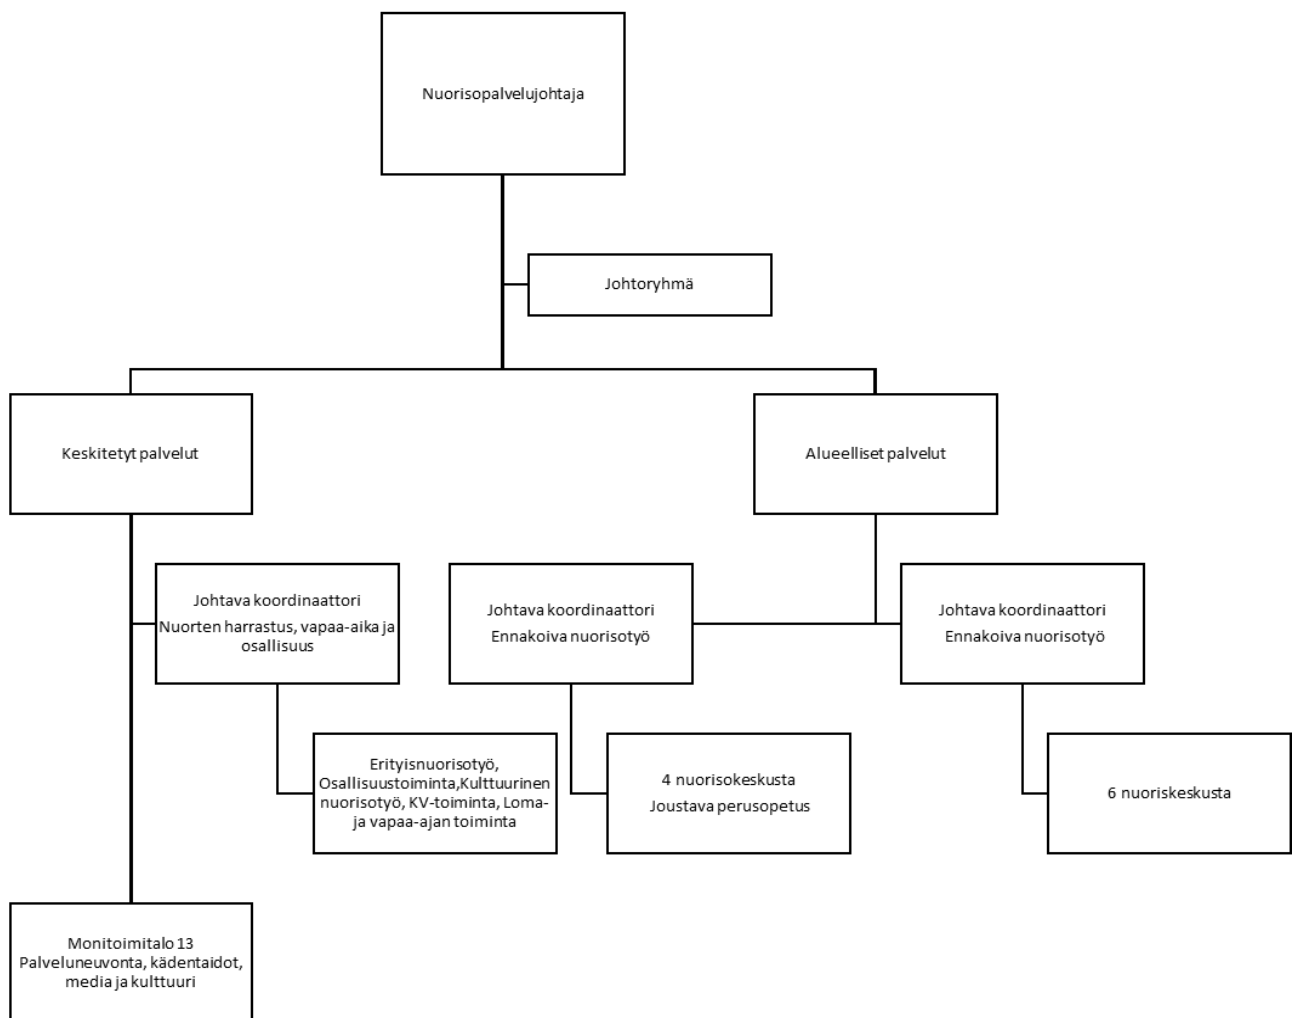 Nuorisopalvelujohtaja
Johtoryhmä
Keskitetyt palvelut
Alueelliset palvelut
Johtava koordinaattori
Nuorten harrastus, vapaa-aika ja
osallisuus
Johtava koordinaattori
Ennakoiva nuorisotyö
Johtava koordinaattori
Ennakoiva nuorisotyö
Erityisnuorisotyö,
Osallisuustoiminta,Kulttuurinen
nuorisotyö, KV-toiminta, Loma-
ja vapaa-ajan toiminta
4 nuorisokeskusta
Joustava perusopetus
6 nuoriskeskusta
Monitoimitalo 13
Palveluneuvonta, kädentaidot,
media ja kulttuuri